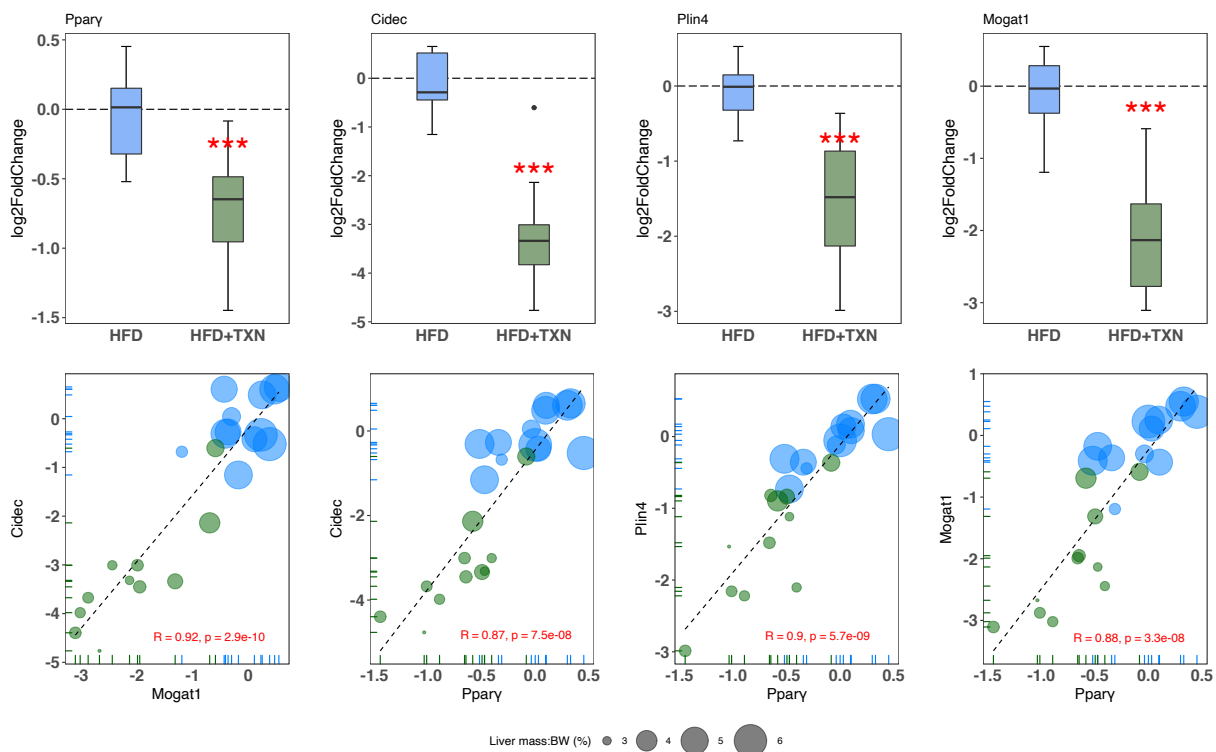 Pparγ
Cidec
Plin4
Mogat1
0.5
0.0
-0.5
-1.0
-1.5
log2FoldChange
***
HFD
HFD+TXN
0
-1
-2
-3
-4
-5
log2FoldChange
***
HFD
HFD+TXN
0
-1
-2
-3
log2FoldChange
***
HFD
HFD+TXN
0
-1
-2
-3
log2FoldChange
***
HFD
HFD+TXN
0
-1
-2
-3
-4
-5
Cidec
R = 0.92, p = 2.9e-10
-3 -2 -1 0
Mogat1
0
-2
-4
Cidec
R = 0.87, p = 7.5e-08
-1.5 -1.0 -0.5 0.0 0.5
Pparγ
1
0
-1
-2
-3
Plin4
R = 0.9, p = 5.7e-09
-1.5 -1.0 -0.5 0.0 0.5
Pparγ
1
0
-1
-2
-3
Mogat1
R = 0.88, p = 3.3e-08
-1.5 -1.0 -0.5 0.0 0.5
Pparγ
Liver mass:BW (%) 3 4 5 6